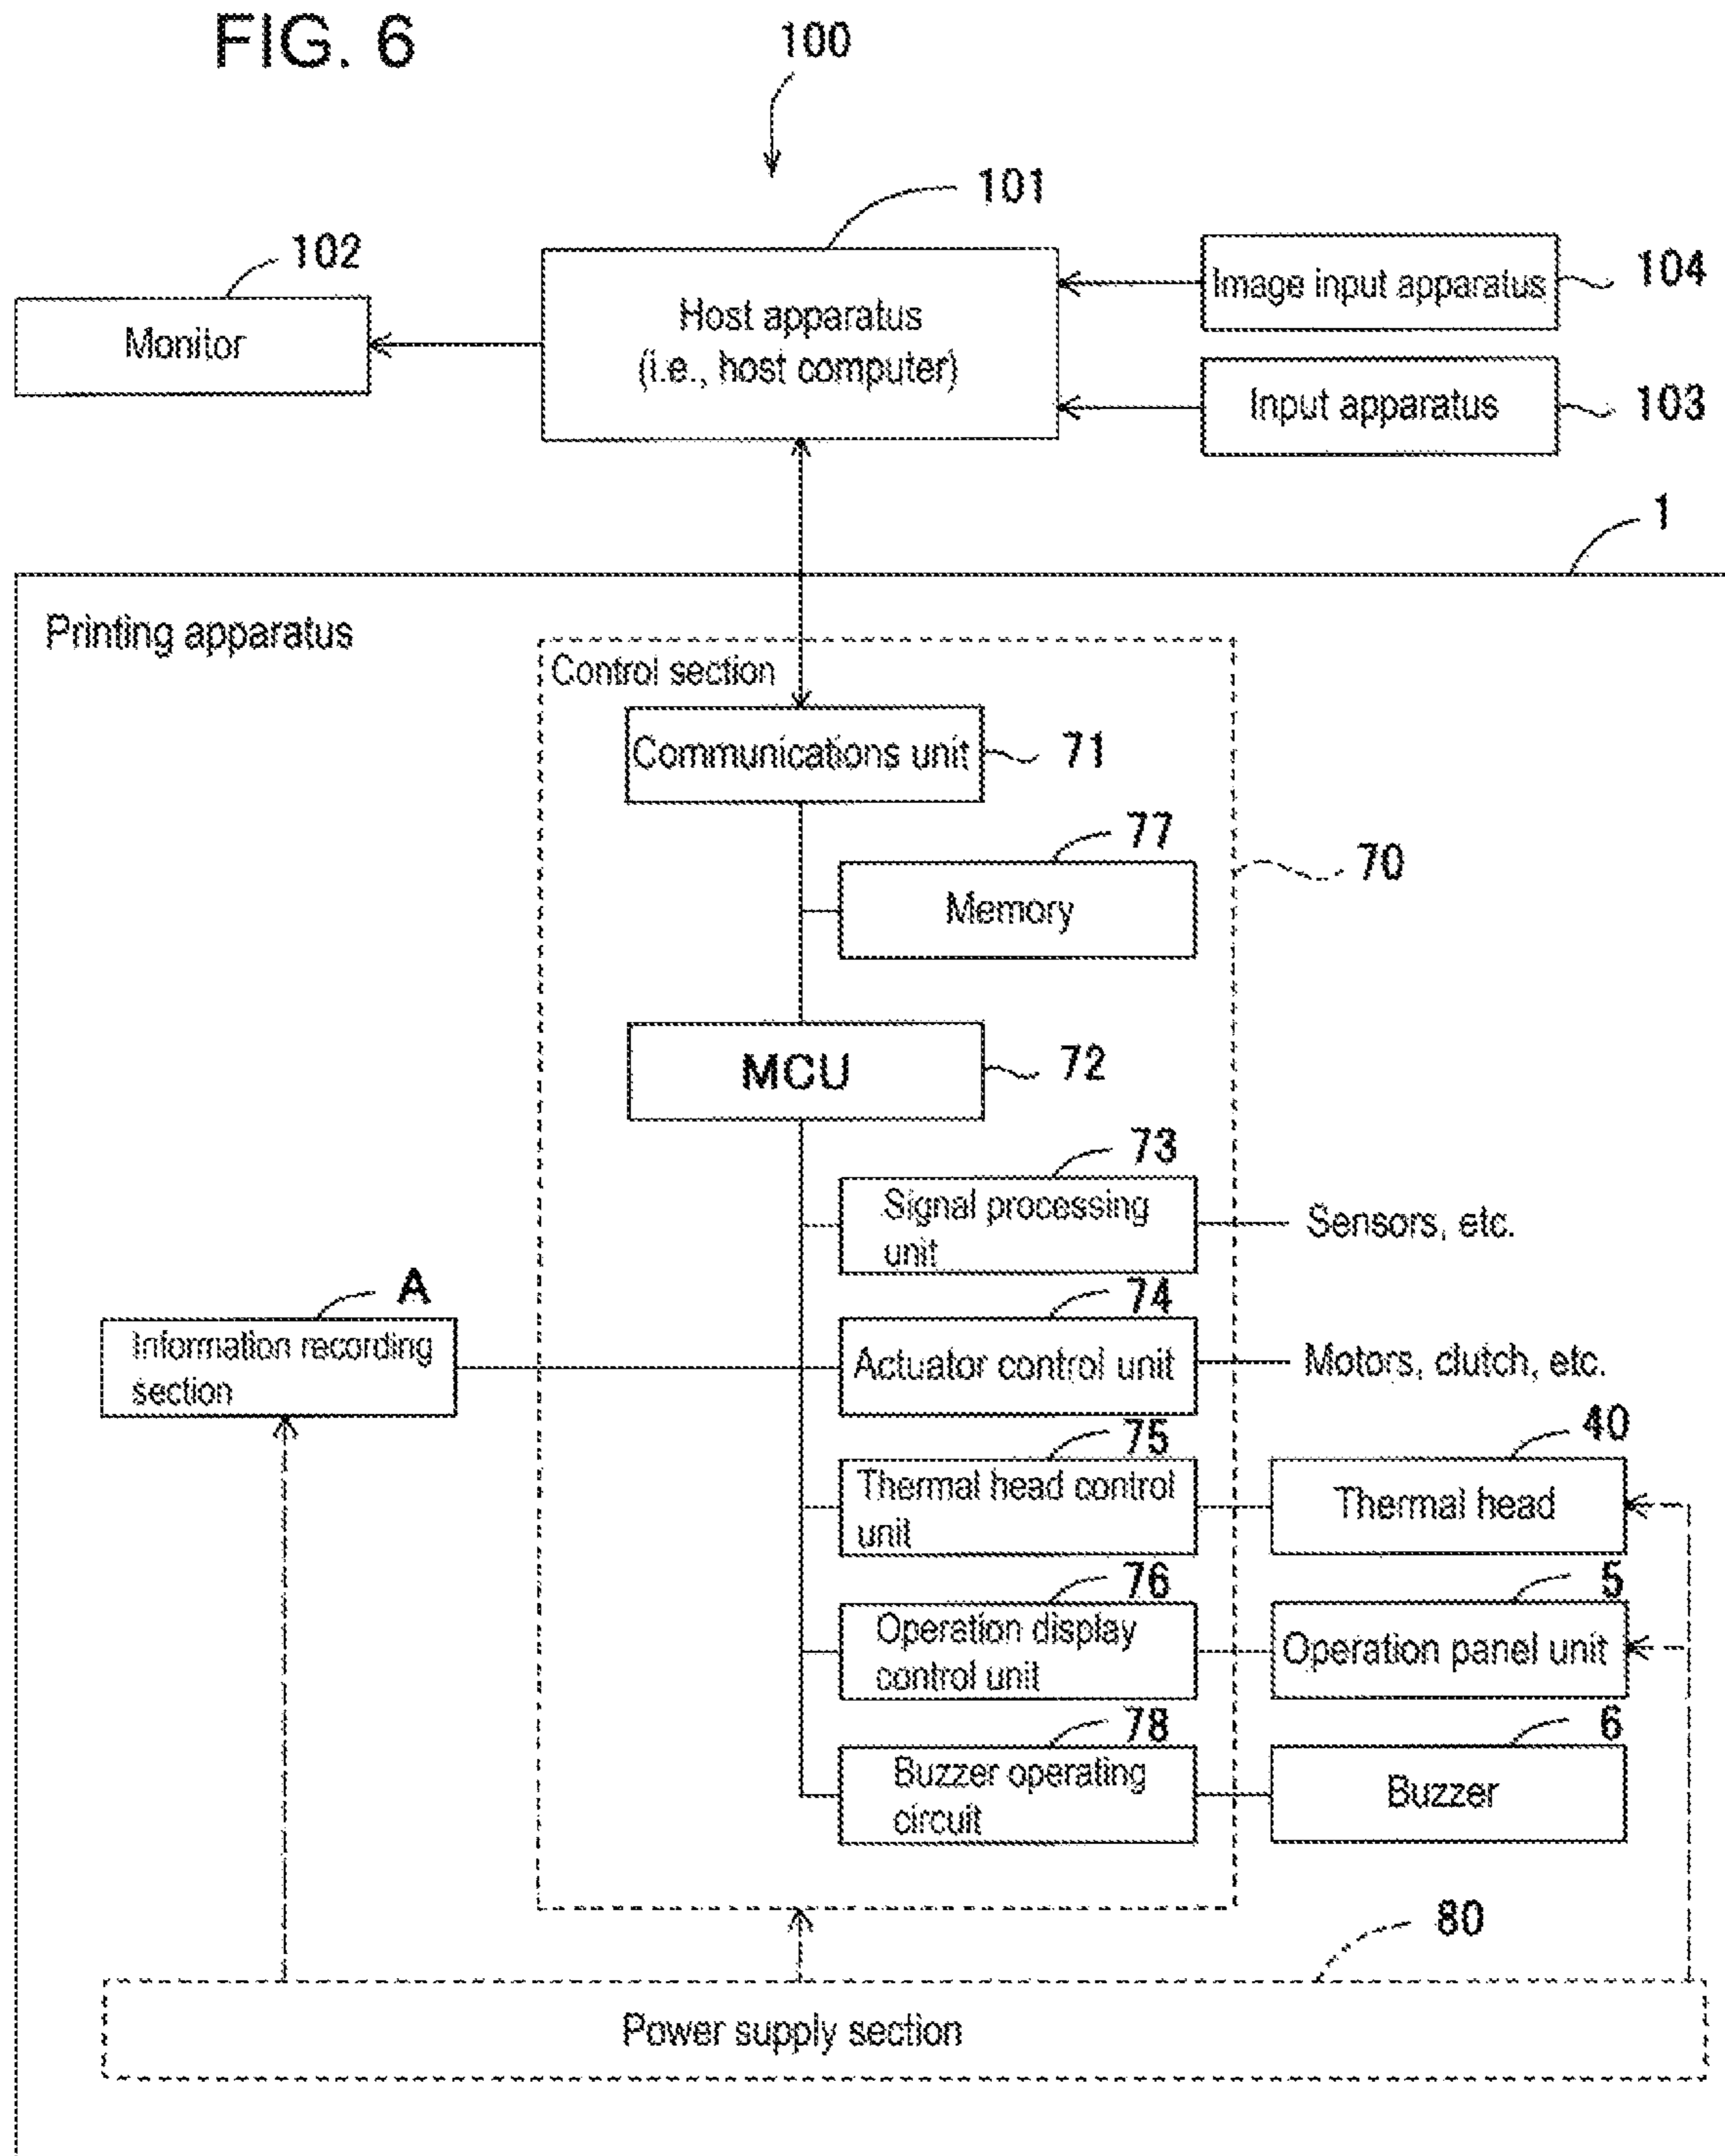 FIG. 6
100
101
102
Monitor
Host apparatus
(i.e., host computer)
Image input apparatus
104
Input apparatus
103
1
Printing apparatus
Control section
Communications unit
71
77
Memory
70
MCU
72
73
Signal processing
unit
Sensors, etc.
A
Information recording
section
74
Actuator control unit
Motors, clutch, etc.
75
Thermal head control
unit
40
Thermal head
76
Operation display
control unit
5
Operation panel unit
78
Buzzer operating
circuit
6
Buzzer
80
Power supply section